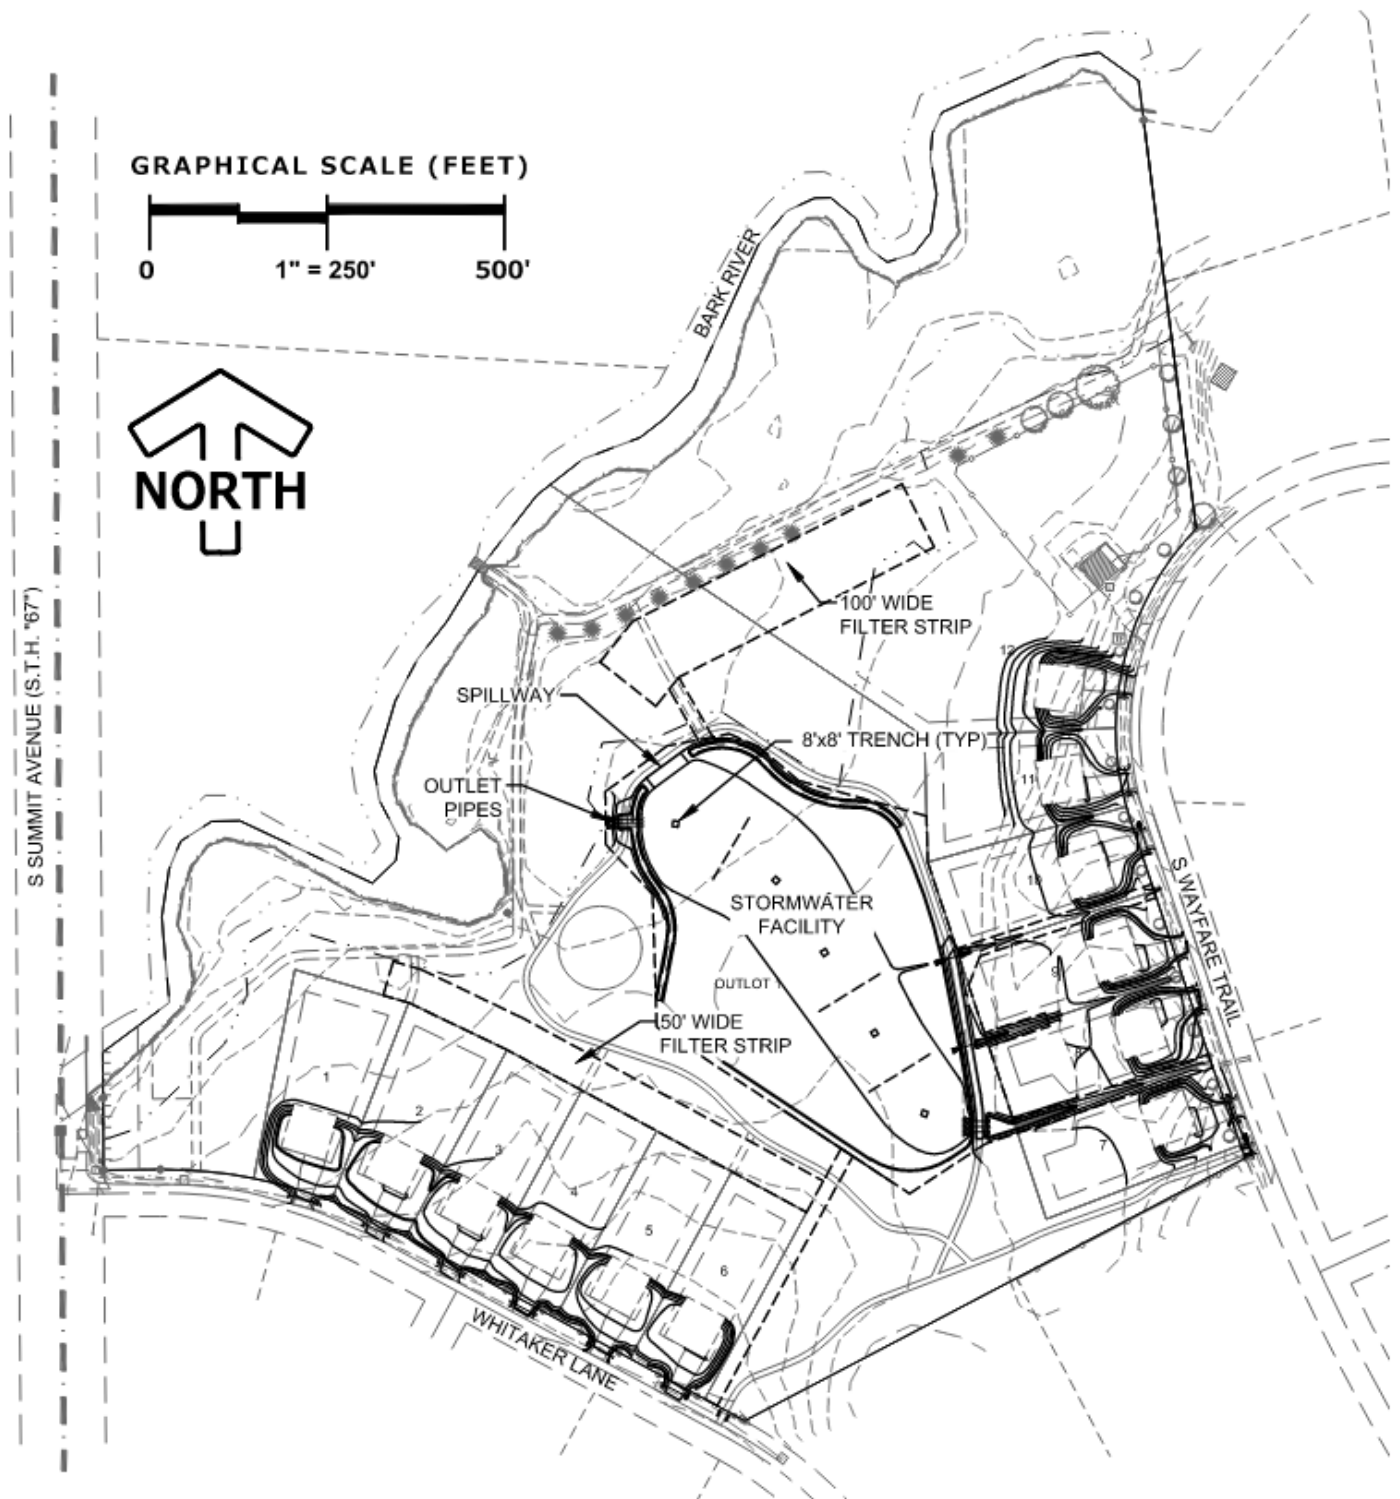 GRAPHICAL SCALE (FEET)
0 1" = 250' 500'
NORTH
BARK RIVER
S SUMMIT AVENUE (S.T.H. "67")
100' WIDE
FILTER STRIP
SPILLWAY
8'x8' TRENCH (TYP)
OUTLET
PIPES
STORMWATER
FACILITY
OUTLOT 1
50' WIDE
FILTER STRIP
S WAYFARE TRAIL
WHITAKER LANE
1
2
3
4
5
6
7
8
9
10
11
12